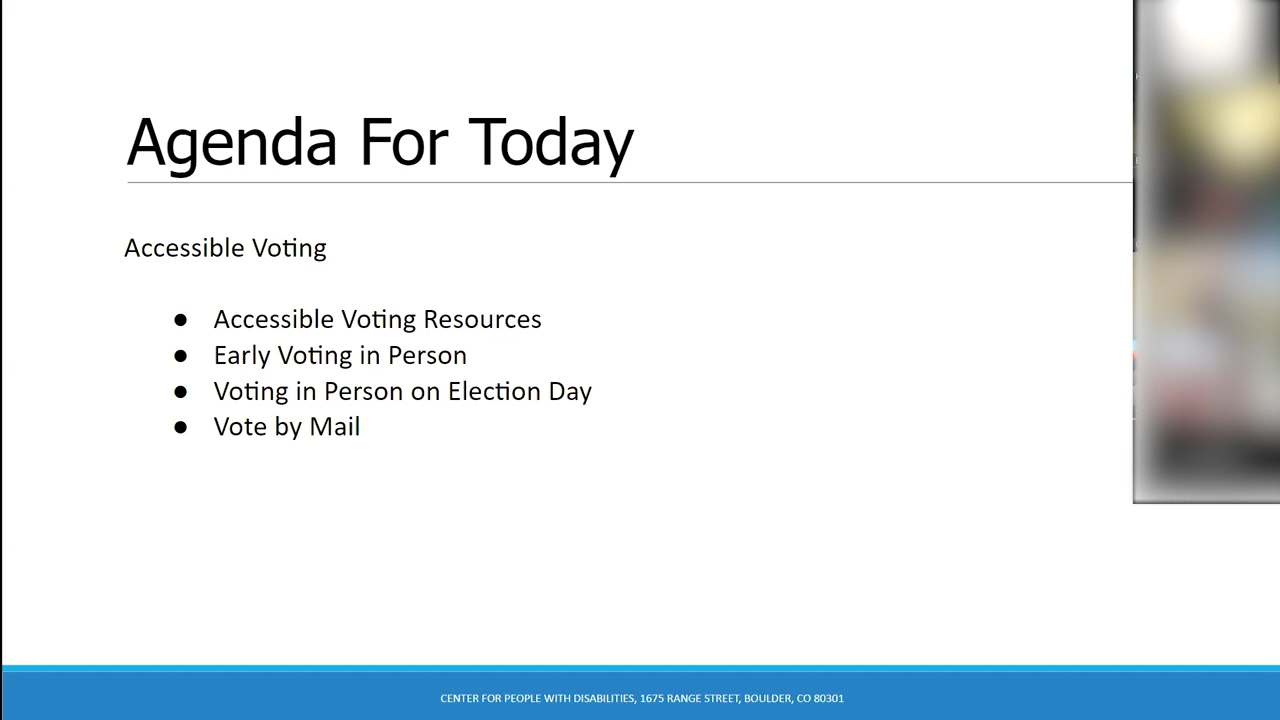 Agenda For Today
Accessible Voting
● Accessible Voting Resources
● Early Voting in Person
● Voting in Person on Election Day
● Vote by Mail
CENTER FOR PEOPLE WITH DISABILITIES, 1675 RANGE STREET, BOULDER, CO 80301